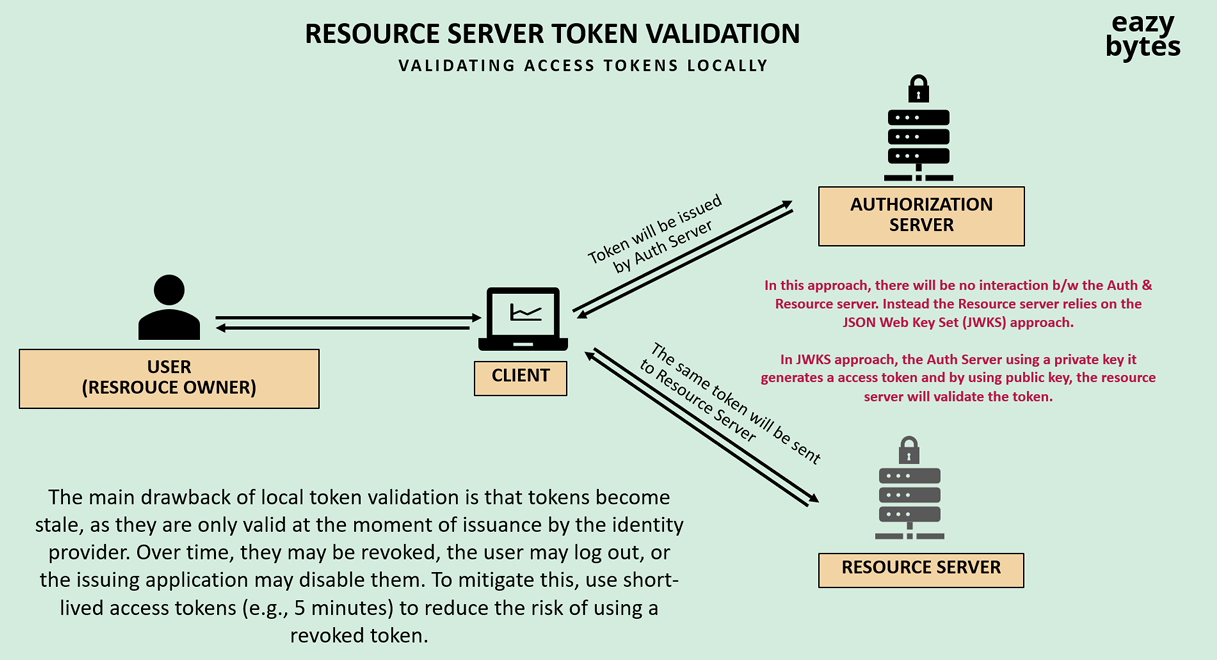 RESOURCE SERVER TOKEN VALIDATION
VALIDATING ACCESS TOKENS LOCALLY
eazy
bytes
AUTHORIZATION
SERVER
Token will be issued
by Auth Server
In this approach, there will be no interaction b/w the Auth &
Resource server. Instead the Resource server relies on the
JSON Web Key Set (JWKS) approach.
In JWKS approach, the Auth Server using a private key it
generates a access token and by using public key, the resource
server will validate the token.
USER
(RESROUCE OWNER)
CLIENT
The same token will be sent
to Resource Server
RESOURCE SERVER
The main drawback of local token validation is that tokens become
stale, as they are only valid at the moment of issuance by the identity
provider. Over time, they may be revoked, the user may log out, or
the issuing application may disable them. To mitigate this, use short-
lived access tokens (e.g., 5 minutes) to reduce the risk of using a
revoked token.